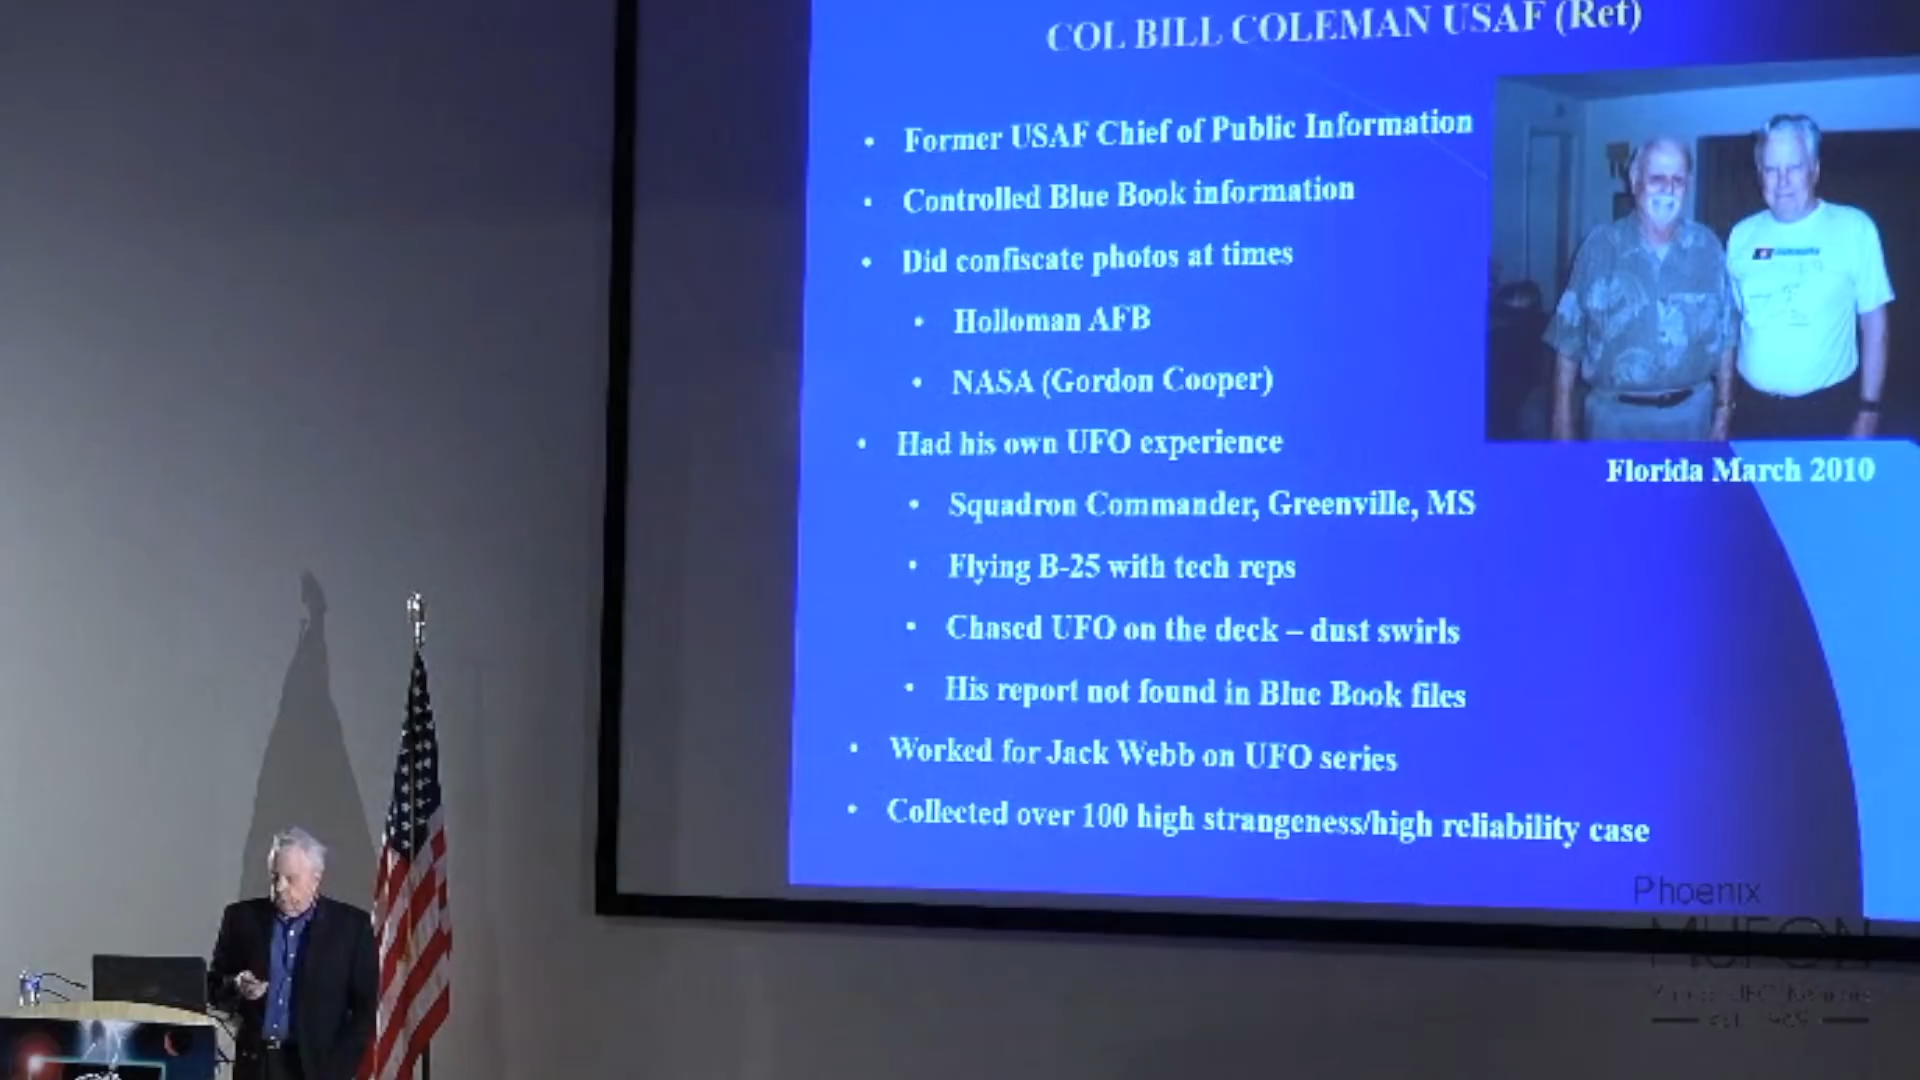 COL BILL COLEMAN USAF (Ret)
• Former USAF Chief of Public Information
• Controlled Blue Book information
• Did confiscate photos at times
• Holloman AFB
• NASA (Gordon Cooper)
• Had his own UFO experience
• Squadron Commander, Greenville, MS
• Flying B-25 with tech reps
• Chased UFO on the deck – dust swirls
• His report not found in Blue Book files
• Worked for Jack Webb on UFO series
• Collected over 100 high strangeness/high reliability case
Florida March 2010
Phoenix
MUFON